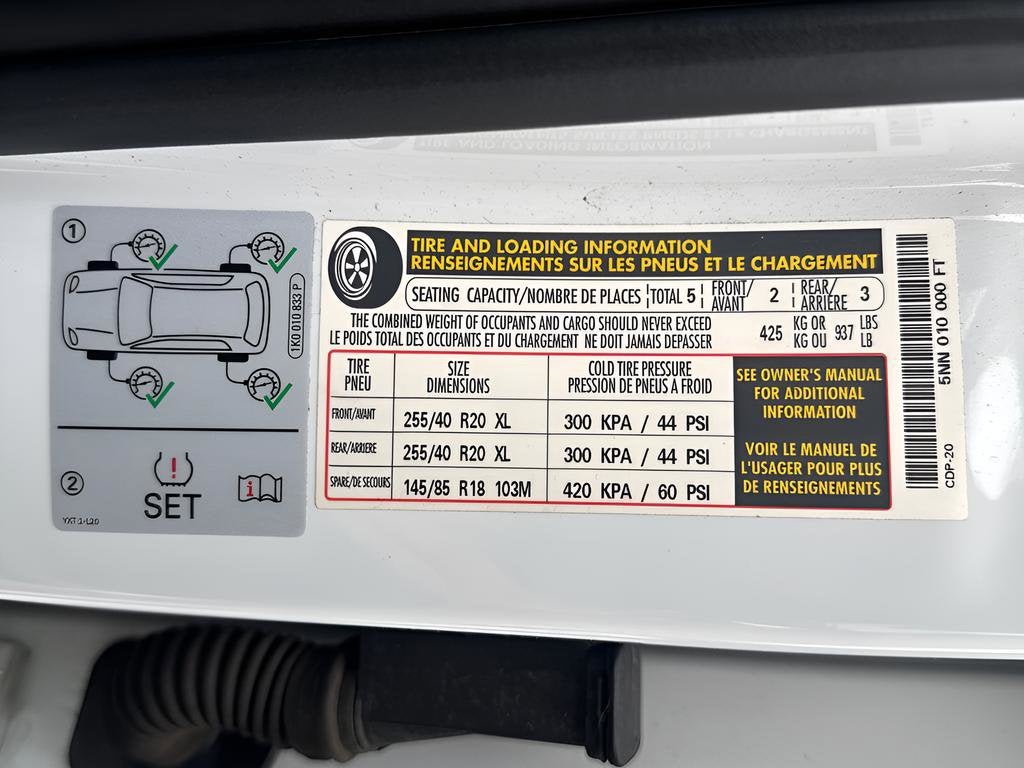 1
1K0 010 833 P
2
SET
i
TIRE AND LOADING INFORMATION
RENSEIGNEMENTS SUR LES PNEUS ET LE CHARGEMENT
SEATING CAPACITY/NOMBRE DE PLACES TOTAL 5 FRONT/AVANT 2 REAR/ARRIÈRE 3
THE COMBINED WEIGHT OF OCCUPANTS AND CARGO SHOULD NEVER EXCEED 425 KG OR 937 LBS
LE POIDS TOTAL DES OCCUPANTS ET DU CHARGEMENT NE DOIT JAMAIS DEPASSER KG OU LB
TIRE SIZE COLD TIRE PRESSURE
PNEU DIMENSIONS PRESSION DE PNEUS A FROID
FRONT/AVANT 255/40 R20 XL 300 KPA / 44 PSI
REAR/ARRIERE 255/40 R20 XL 300 KPA / 44 PSI
SPARE/DE SECOURS 145/85 R18 103M 420 KPA / 60 PSI
SEE OWNER'S MANUAL
FOR ADDITIONAL
INFORMATION
VOIR LE MANUEL DE
L'USAGER POUR PLUS
DE RENSEIGNEMENTS
5NN 010 000 FT
CDP-20